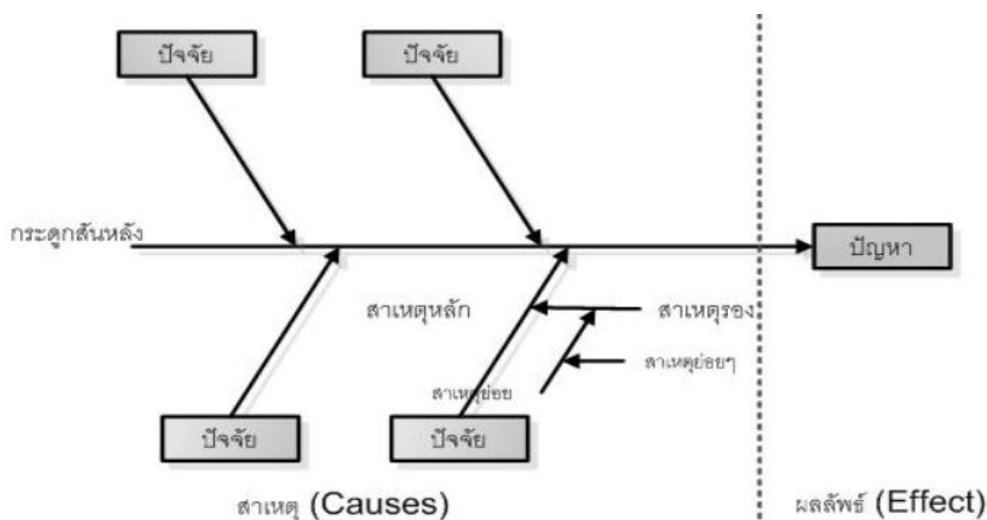 ปัจจัย
ปัจจัย
กระดูกสันหลัง
ปัญหา
สาเหตุหลัก
สาเหตุรอง
สาเหตุย่อยๆ
สาเหตุย่อย
ปัจจัย
ปัจจัย
สาเหตุ (Causes)
ผลลัพธ์ (Effect)